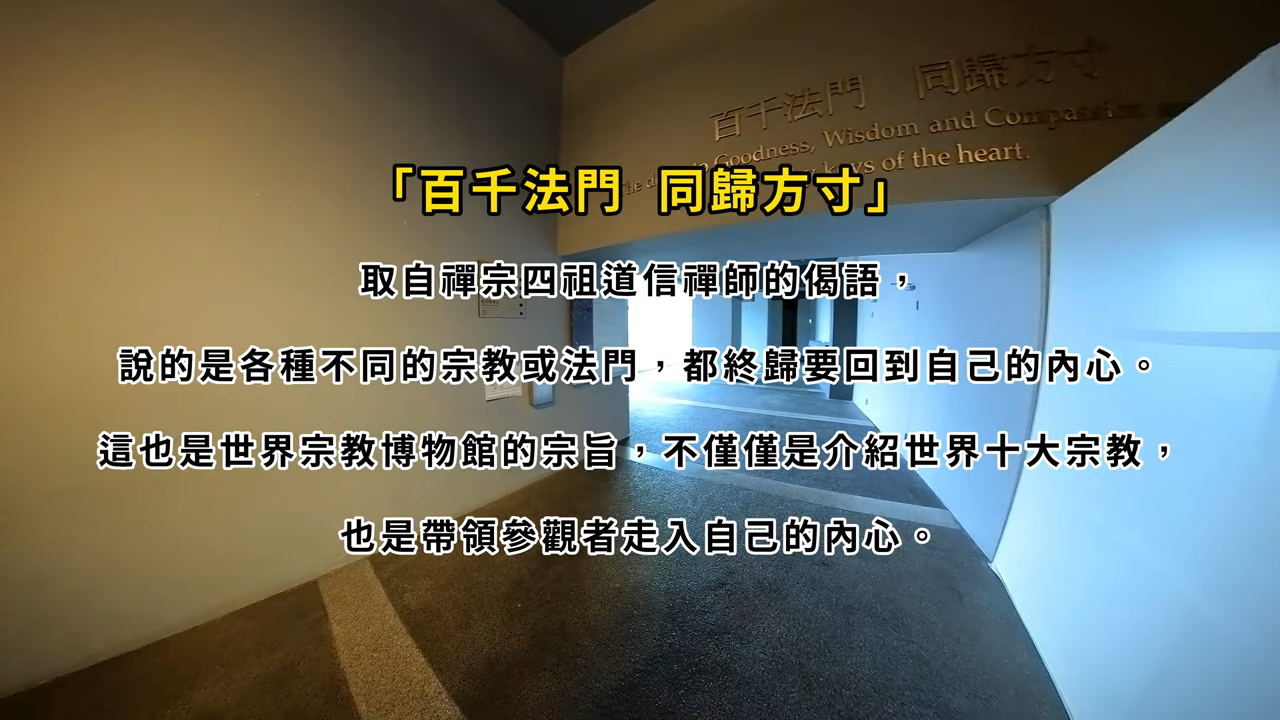 百千法門 同歸方寸
to Goodness, Wisdom and Compassion
keys of the heart.
「百千法門 同歸方寸」
取自禪宗四祖道信禪師的偈語，
說的是各種不同的宗教或法門，都終歸要回到自己的內心。
這也是世界宗教博物館的宗旨，不僅僅是介紹世界十大宗教，
也是帶領參觀者走入自己的內心。